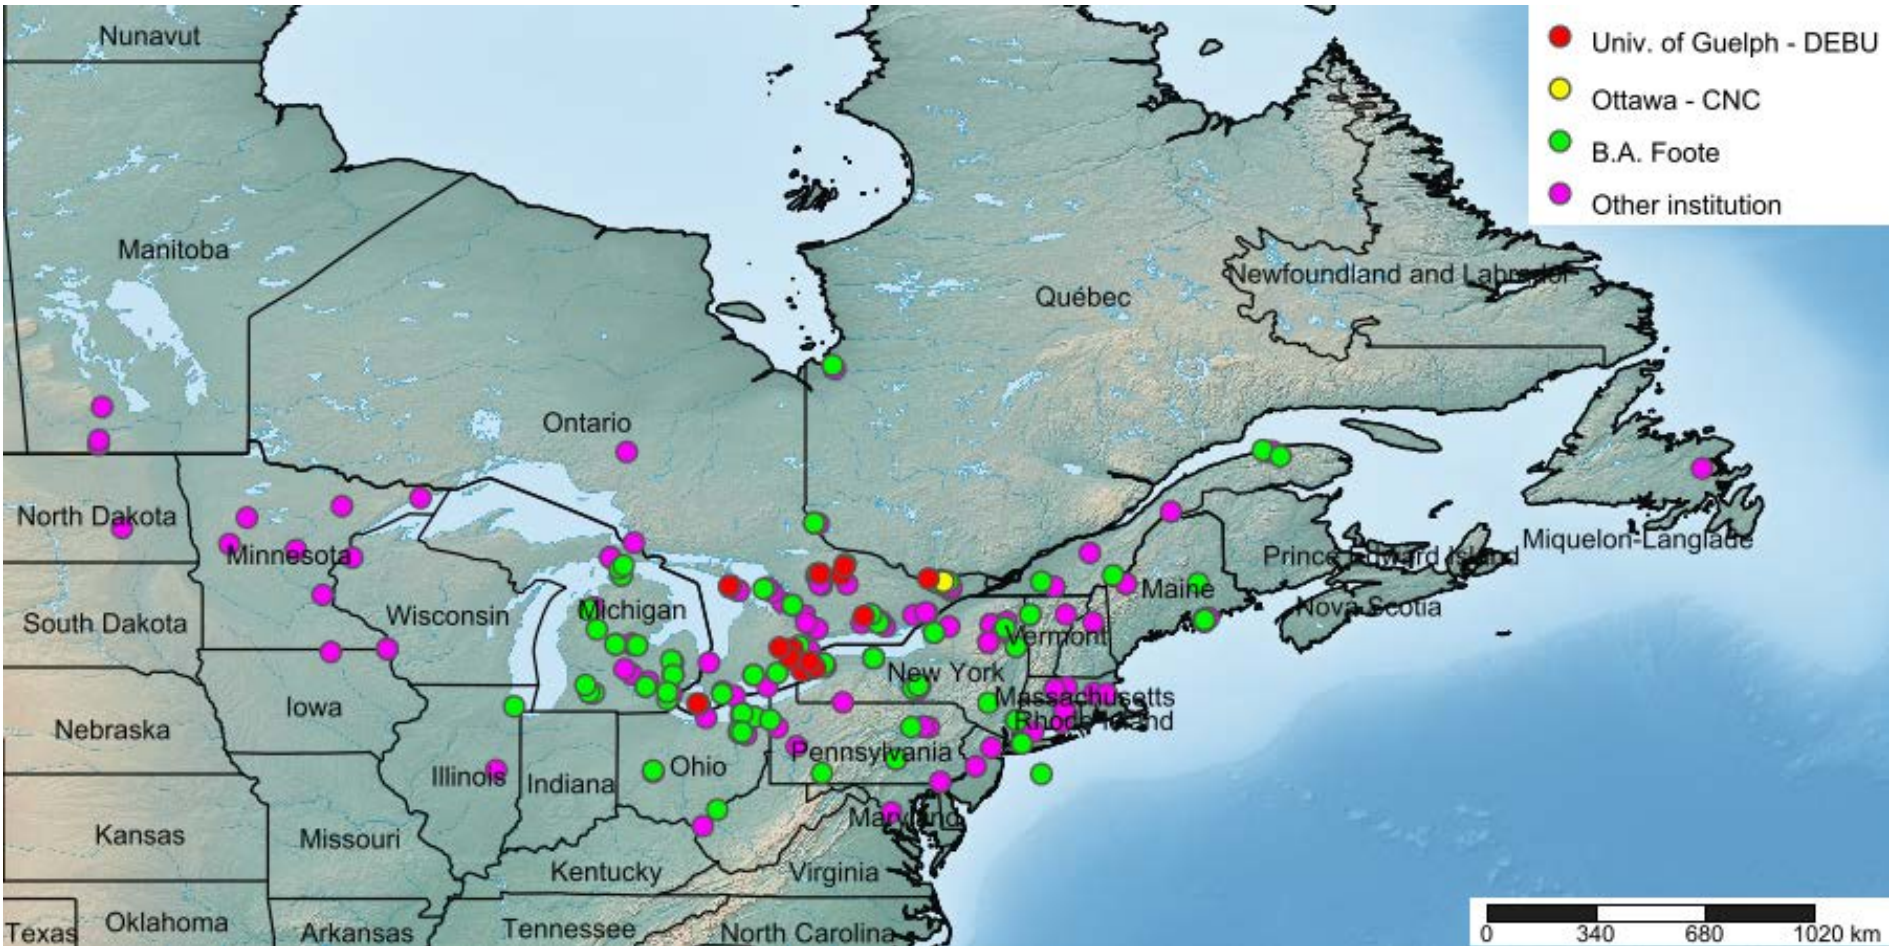 Nunavut
Univ. of Guelph - DEBU
Ottawa - CNC
B.A. Foote
Other institution
Manitoba
Newfoundland and Labrador
Québec
Ontario
North Dakota
Minnesota
Prince Edward Island
Miquelon-Langlade
Maine
Nova Scotia
Michigan
Wisconsin
South Dakota
Vermont
New York
Massachusetts
Rhode Island
Iowa
Nebraska
Pennsylvania
Ohio
Illinois
Indiana
Maryland
Kansas
Missouri
Kentucky
Virginia
Texas
Oklahoma
Arkansas
Tennessee
North Carolina
0 340 680 1020 km